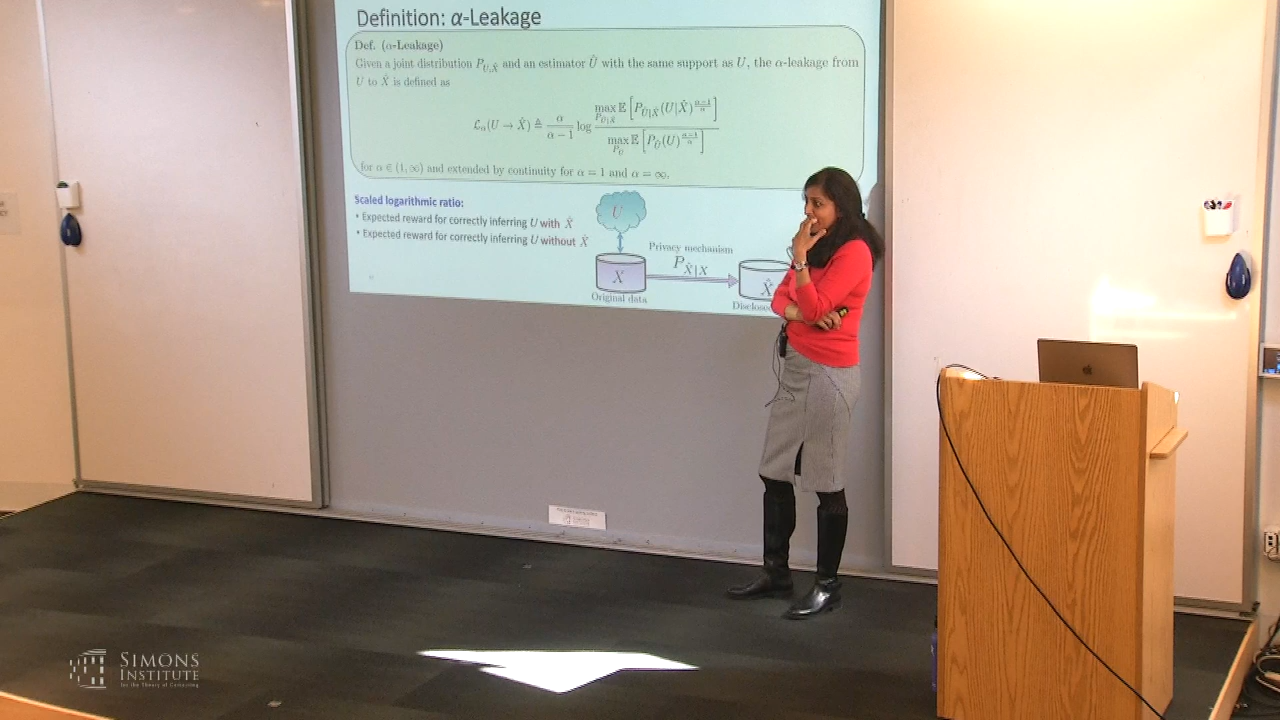 Definition: α-Leakage
Def. (α-Leakage)
Given a joint distribution P_{U,X̂} and an estimator Û with the same support as U, the α-leakage from
U to X̂ is defined as
ℒ_α(U → X̂) ≜ α/(α−1) log (max_{P_{Û|X̂}} 𝔼[P_{Û|X̂}(U|X̂)^{(α−1)/α}]) / (max_{P_Û} 𝔼[P_Û(U)^{(α−1)/α}])
for α ∈ (1, ∞) and extended by continuity for α = 1 and α = ∞.
Scaled logarithmic ratio:
• Expected reward for correctly inferring U with X̂
• Expected reward for correctly inferring U without X̂
U
Privacy mechanism
P_{X̂|X}
X
X̂
Original data
Disclosed
SIMONS
INSTITUTE
for the Theory of Computing